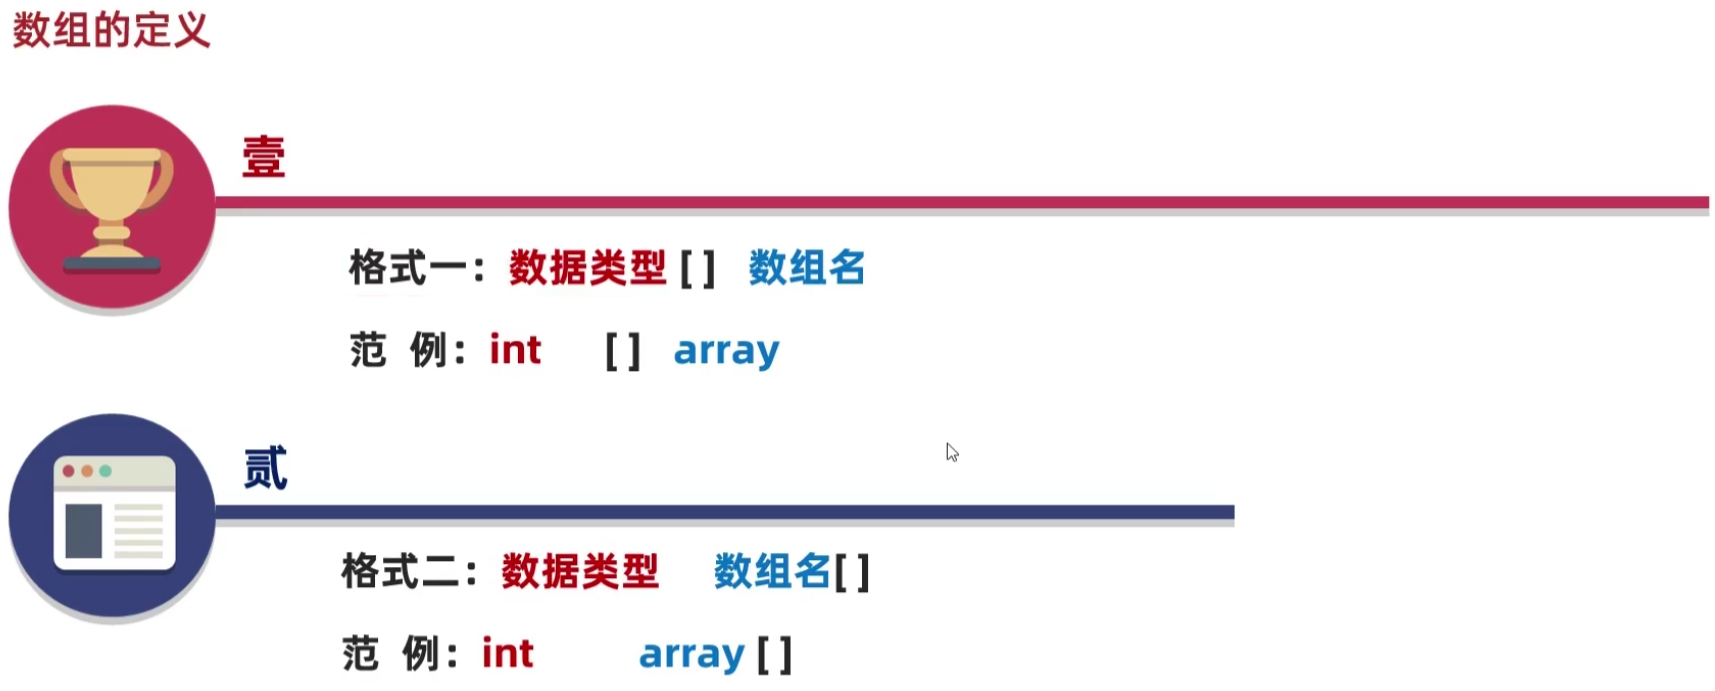 数组的定义
壹
格式一：数据类型 [ ] 数组名
范 例：int [ ] array
贰
格式二：数据类型 数组名[ ]
范 例：int array [ ]